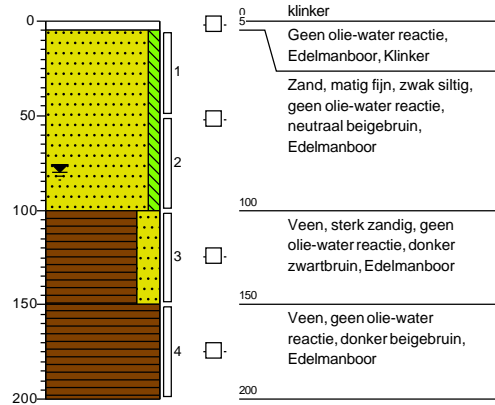 0
50
100
150
200
1
2
3
4
0
klinker
5
Geen olie-water reactie,
Edelmanboor, Klinker
Zand, matig fijn, zwak siltig,
geen olie-water reactie,
neutraal beigebruin,
Edelmanboor
100
Veen, sterk zandig, geen
olie-water reactie, donker
zwartbruin, Edelmanboor
150
Veen, geen olie-water
reactie, donker beigebruin,
Edelmanboor
200